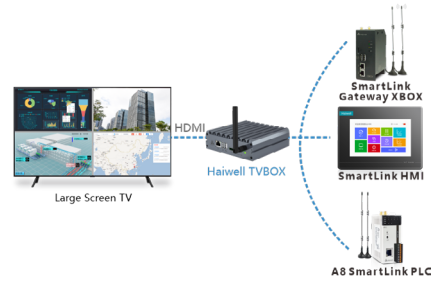 SmartLink
Gateway XBOX
HDMI
Haiwell TVBOX
SmartLink HMI
Large Screen TV
A8 SmartLink PLC